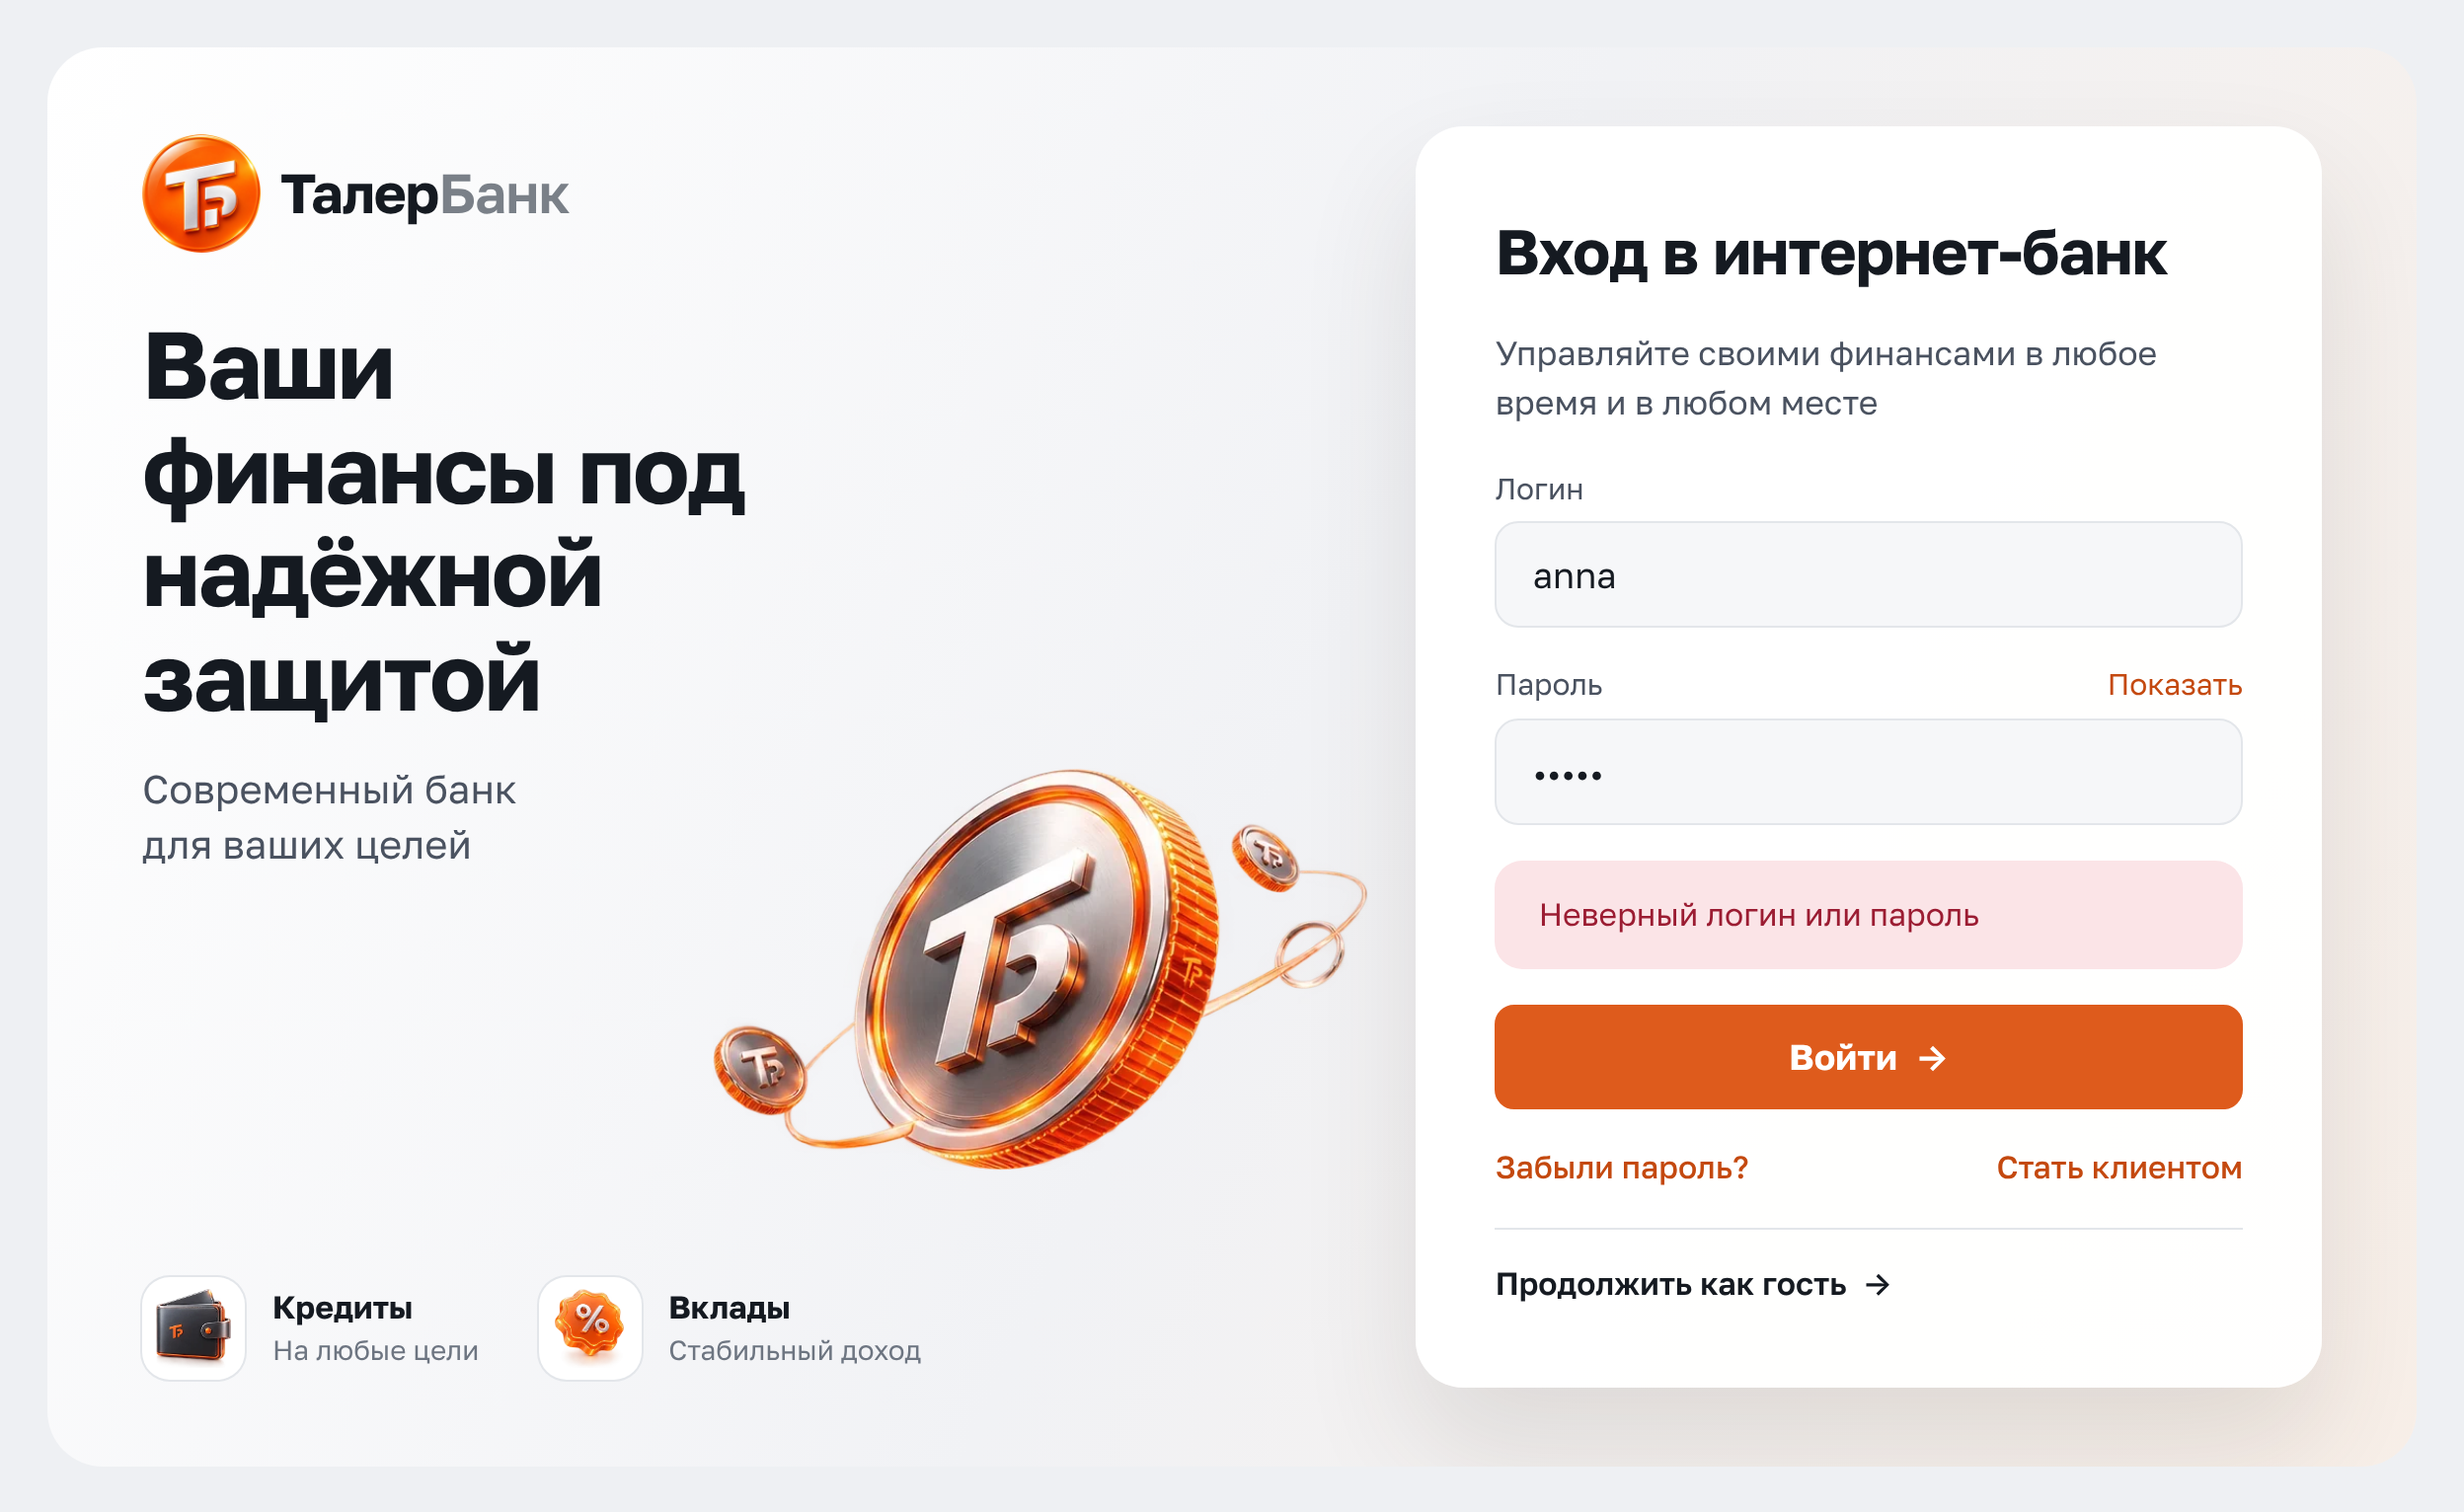 ТалерБанк
Ваши
финансы под
надёжной
защитой
Современный банк
для ваших целей
Кредиты
На любые цели
Вклады
Стабильный доход
Вход в интернет-банк
Управляйте своими финансами в любое
время и в любом месте
Логин
anna
Пароль
Показать
•••••
Неверный логин или пароль
Войти →
Забыли пароль?
Стать клиентом
Продолжить как гость →